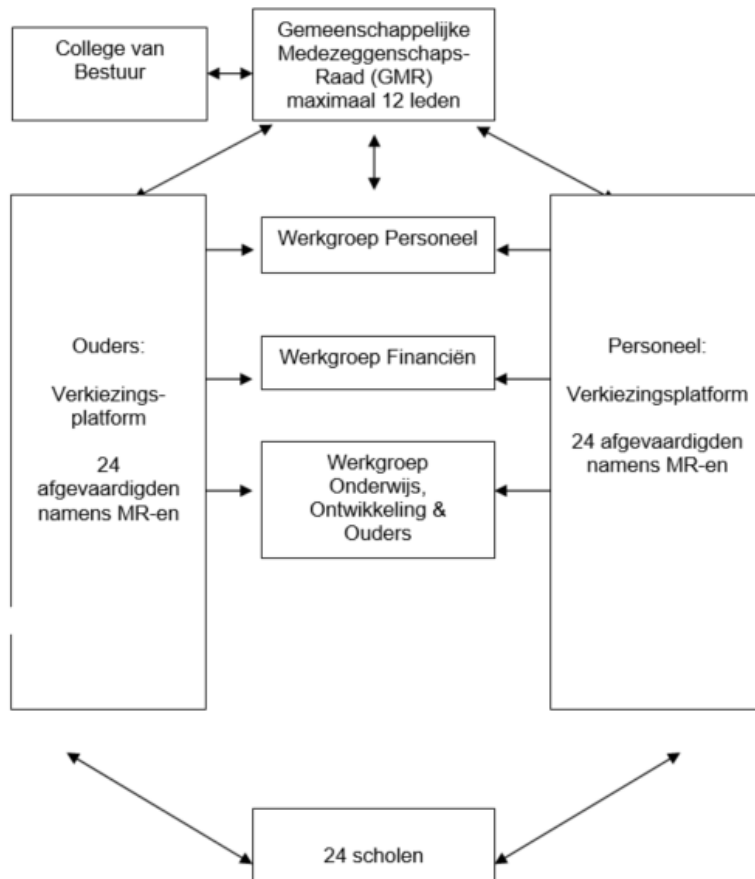 College van
Bestuur
Gemeenschappelijke
Medezeggenschaps-
Raad (GMR)
maximaal 12 leden
Ouders:
Verkiezings-
platform
24
afgevaardigden
namens MR-en
Werkgroep Personeel
Werkgroep Financiën
Werkgroep
Onderwijs,
Ontwikkeling &
Ouders
Personeel:
Verkiezingsplatform
24 afgevaardigden
namens MR-en
24 scholen